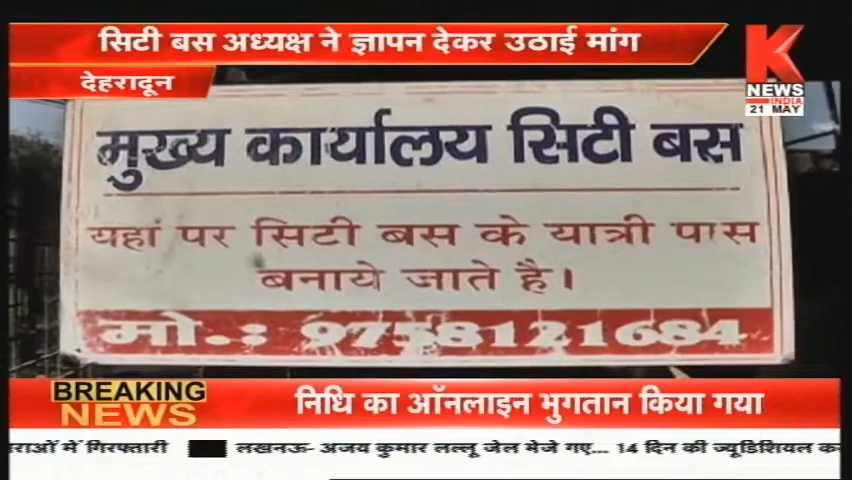 सिटी बस अध्यक्ष ने ज्ञापन देकर उठाई मांग
देहरादून
K
NEWS
INDIA
21 MAY
मुख्य कार्यालय सिटी बस
यहां पर सिटी बस के यात्री पास
बनाये जाते है।
मो.: 9758121684
BREAKING
NEWS
निधि का ऑनलाइन भुगतान किया गया
राओं में गिरफ्तारी लखनऊ- अजय कुमार लल्लू जेल भेजे गए... 14 दिन की ज्यूडिशियल क